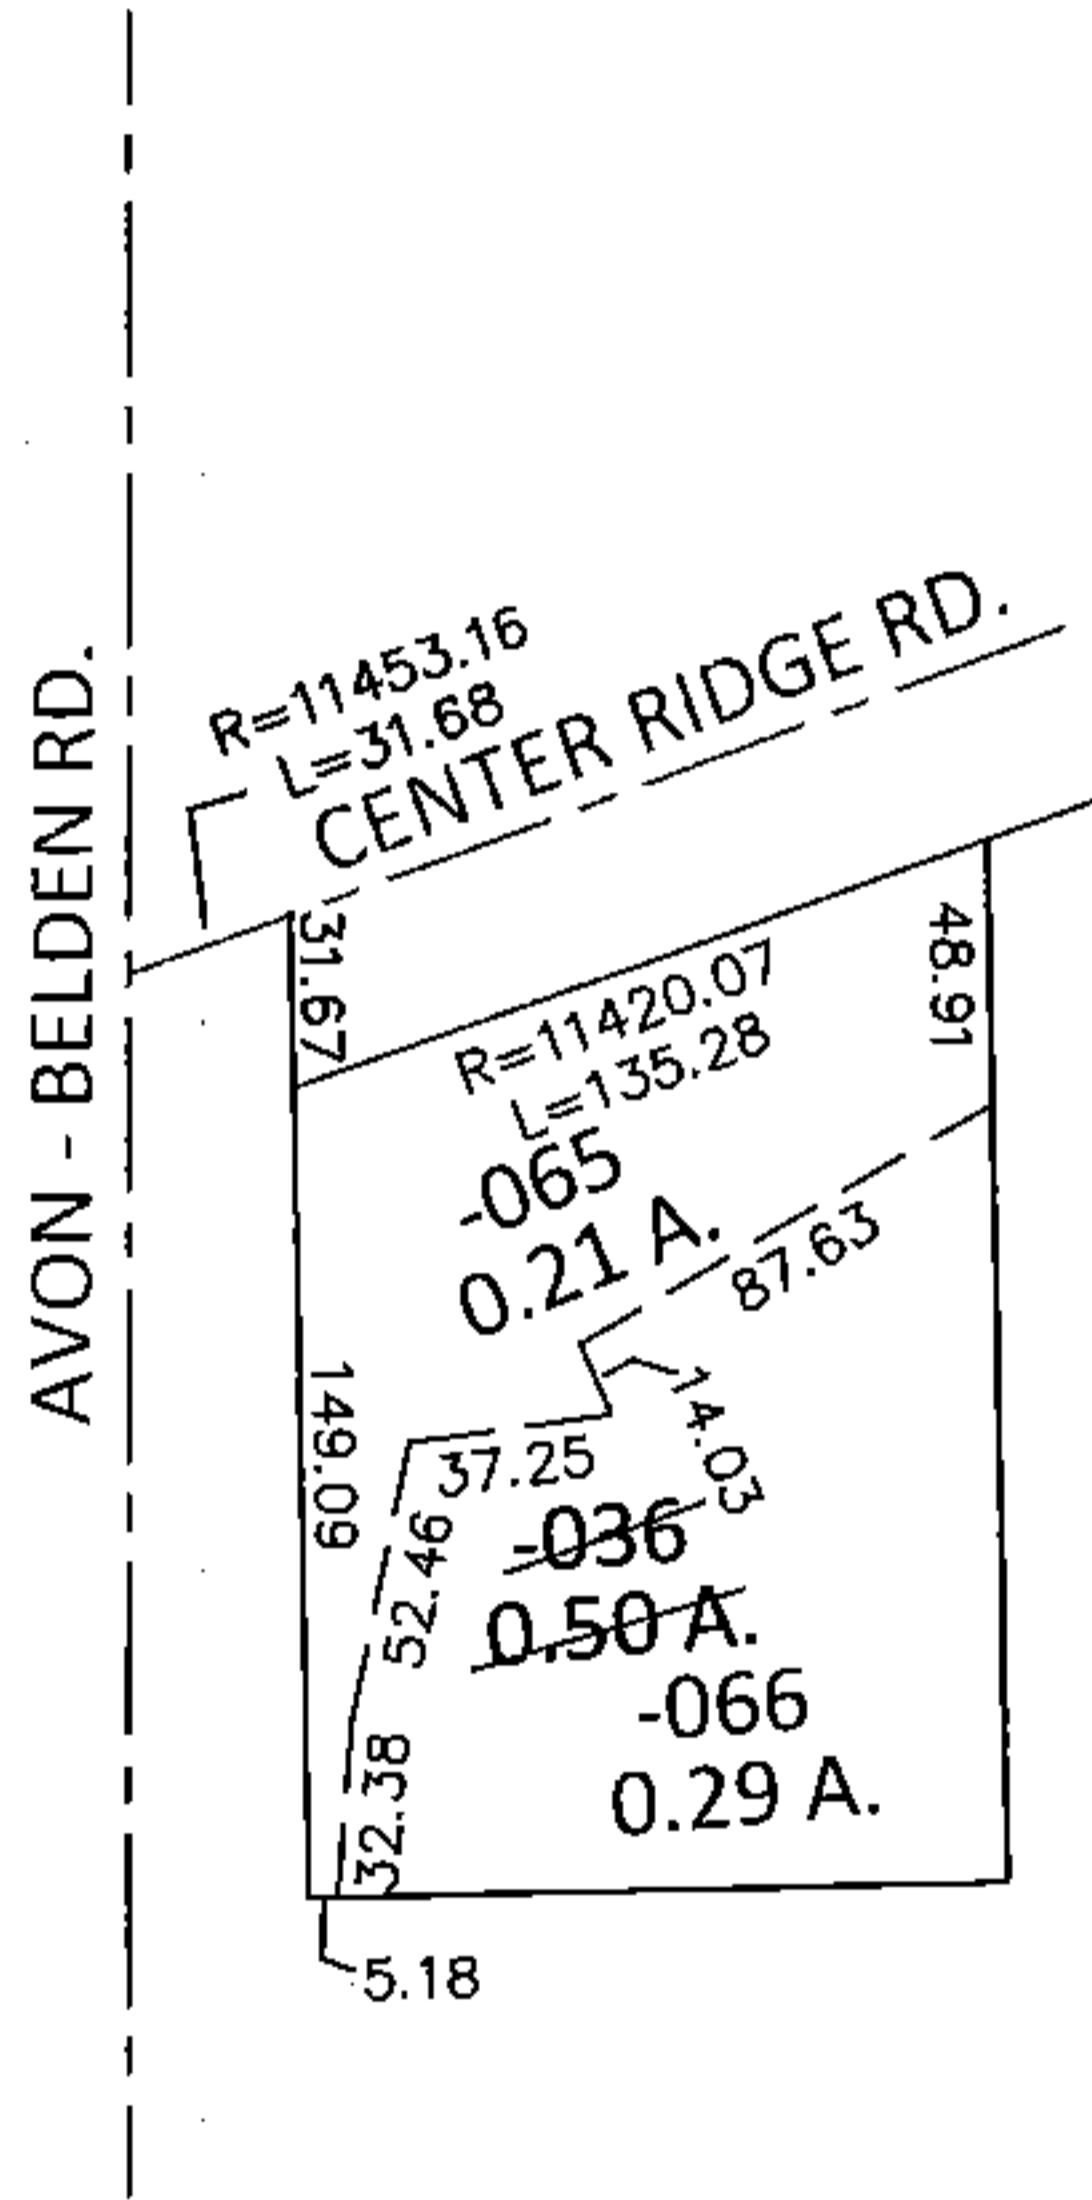 AVON - BELDEN RD.
R=11453.16
L=31.68
CENTER RIDGE RD.
31.67
48.91
R=11420.07
L=135.28
-065
0.21 A.
87.63
149.09
14.03
37.25
52.46
-036
0.50 A.
-066
0.29 A.
32.38
5.18